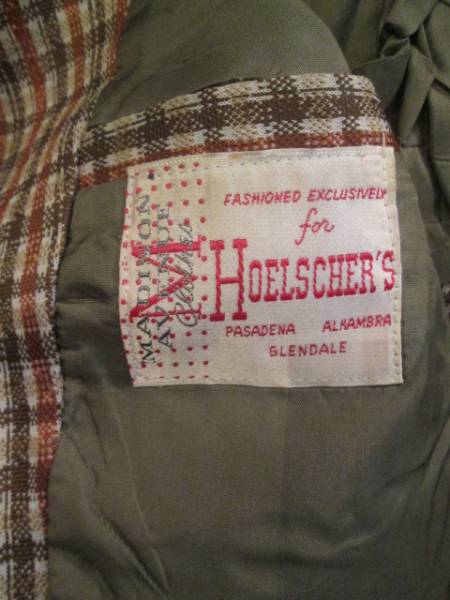 MADISON
AVENUE
Clothes
M
FASHIONED EXCLUSIVELY
for
HOELSCHER'S
PASADENA ALHAMBRA
GLENDALE